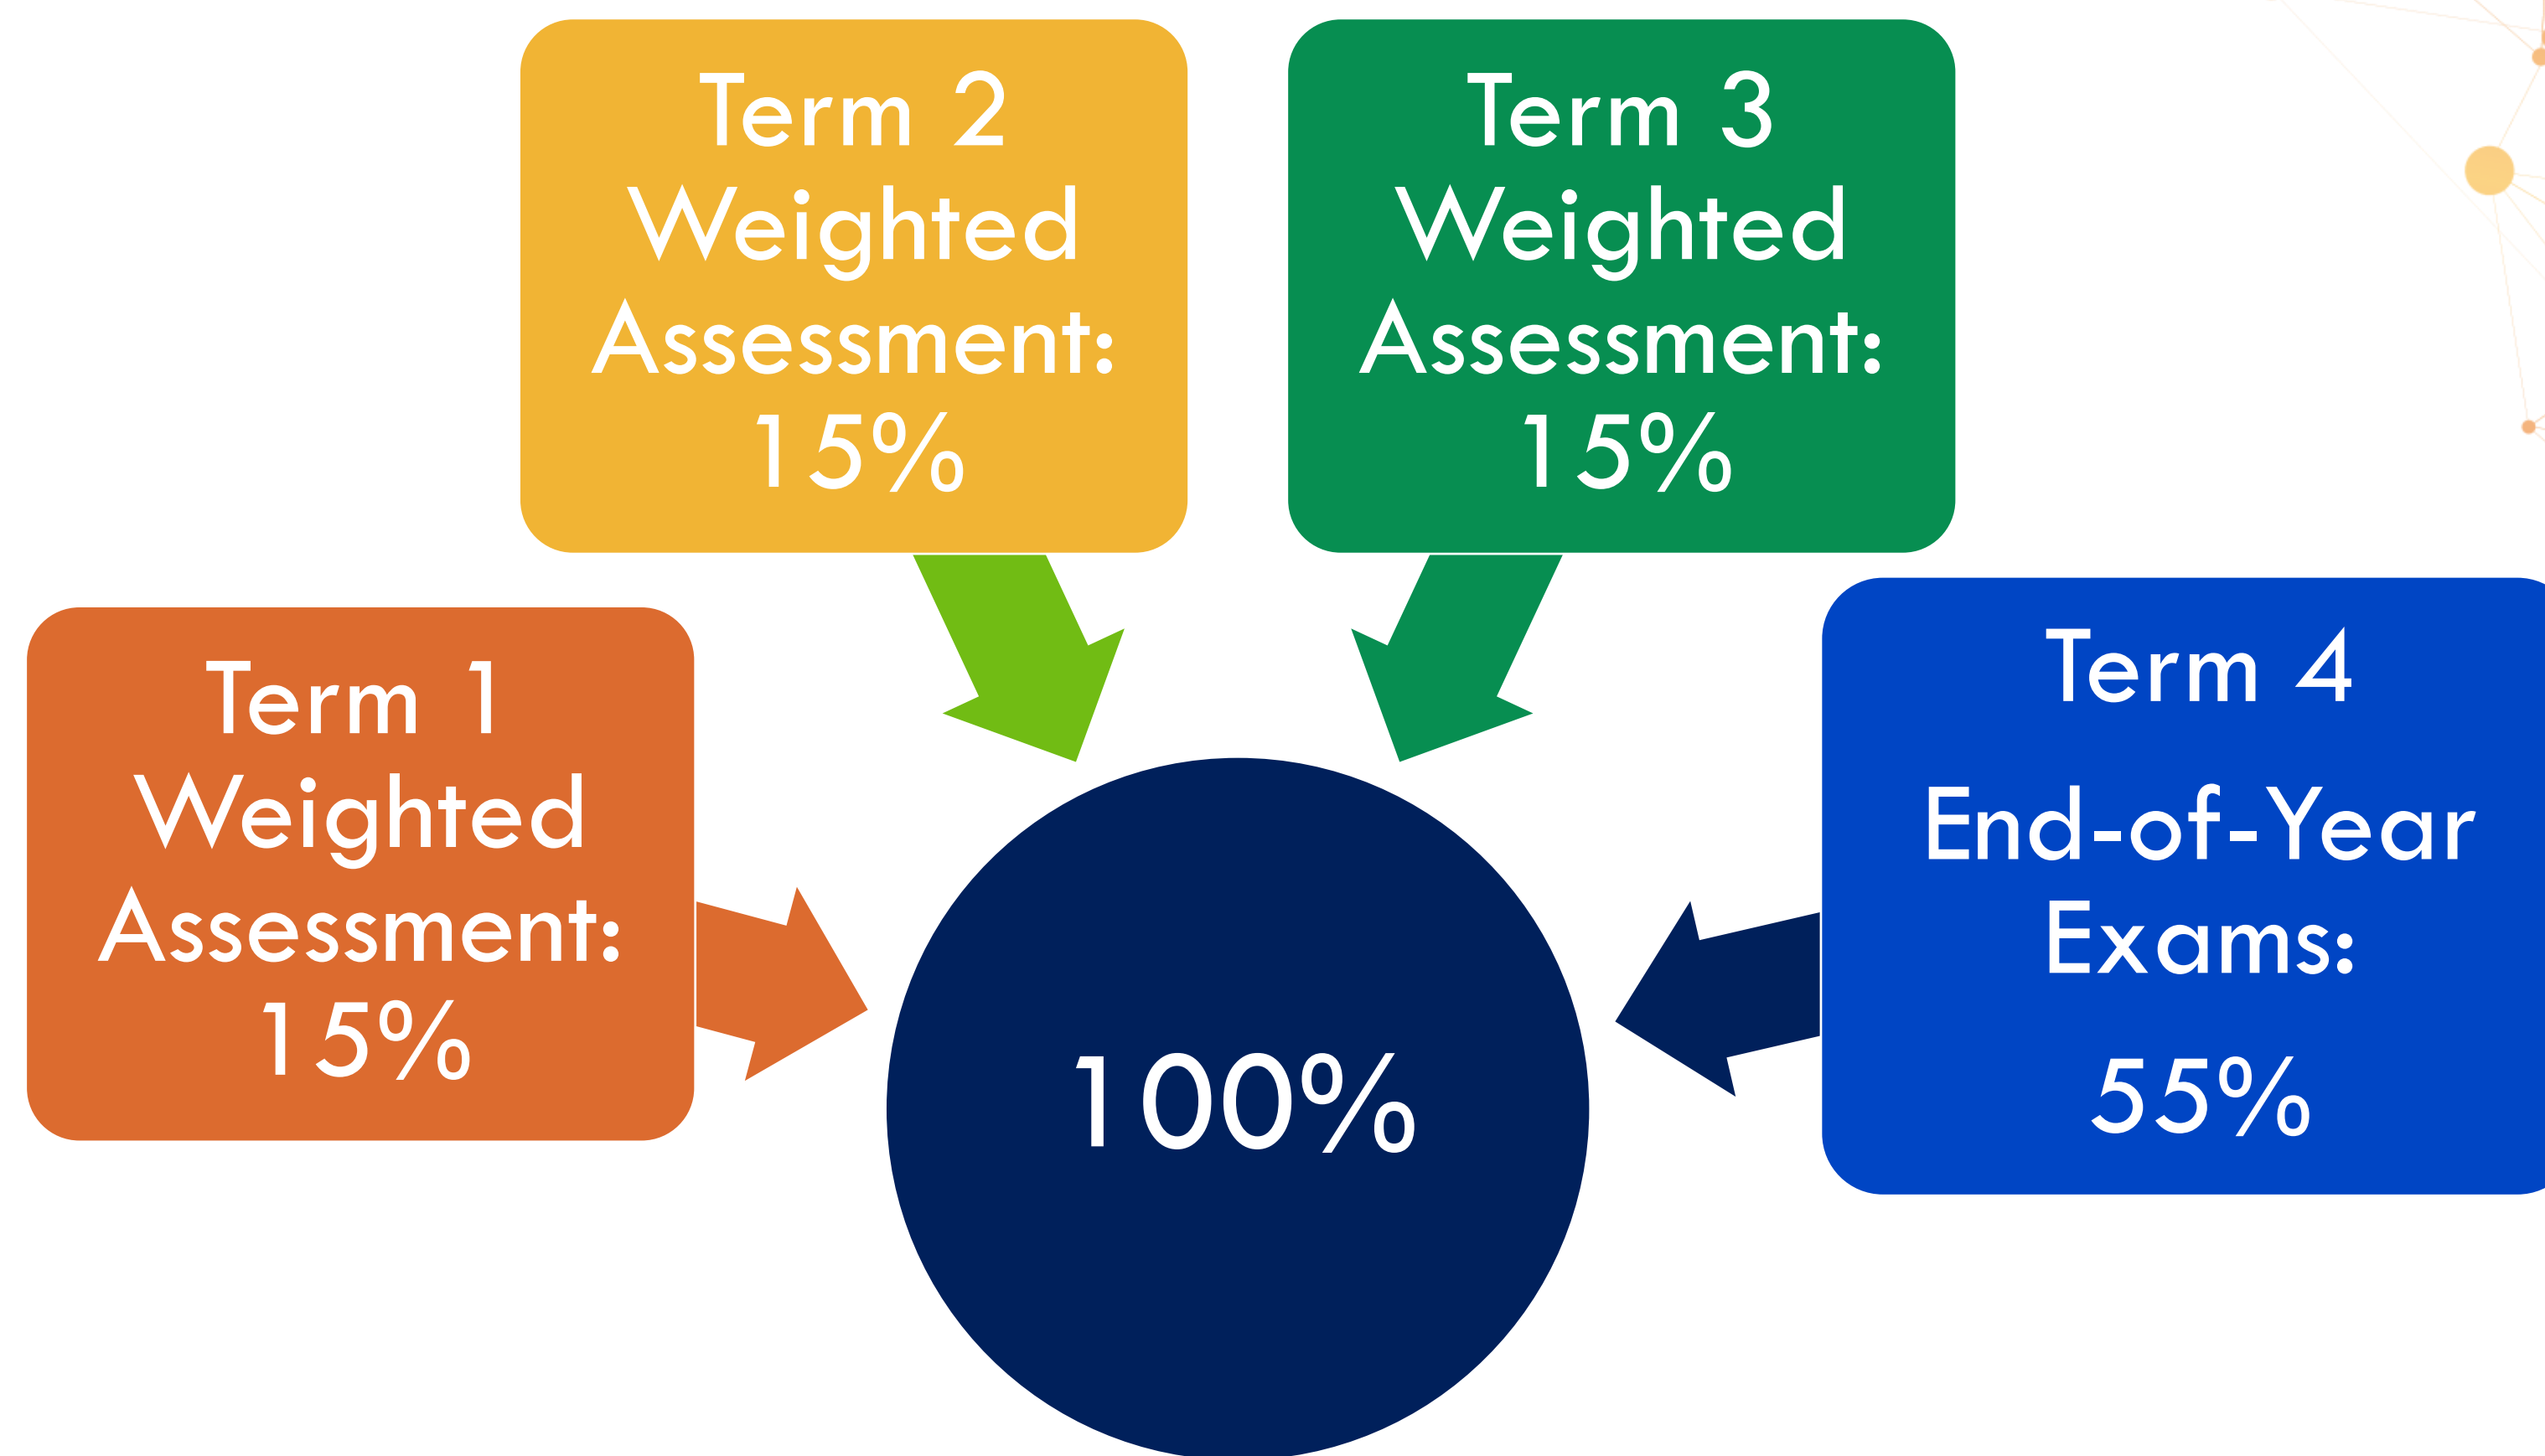 Term 1
Weighted
Assessment:
15%
Term 2
Weighted
Assessment:
15%
Term 3
Weighted
Assessment:
15%
Term 4
End-of-Year
Exams:
55%
100%